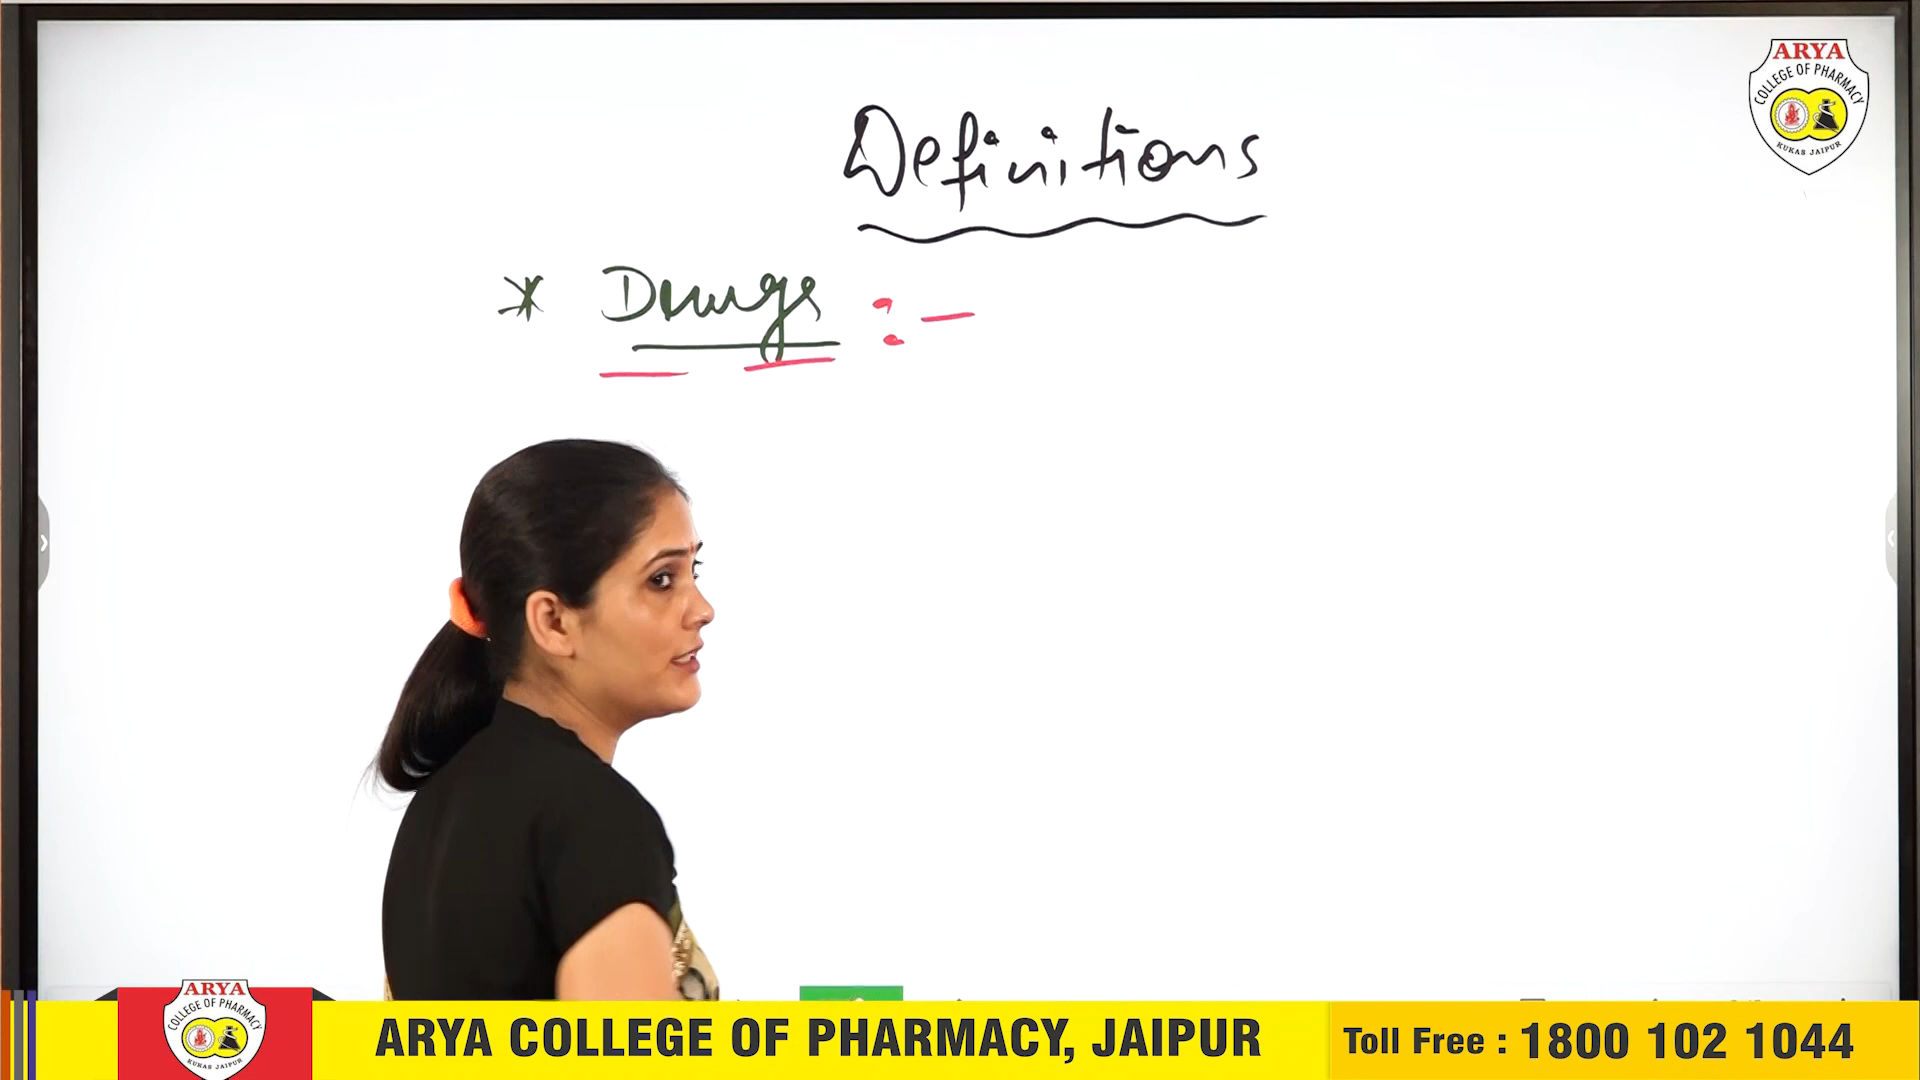 Definitions
* Drugs :-
ARYA
COLLEGE OF PHARMACY
KUKAS JAIPUR
ARYA
COLLEGE OF PHARMACY
KUKAS JAIPUR
ARYA COLLEGE OF PHARMACY, JAIPUR
Toll Free : 1800 102 1044